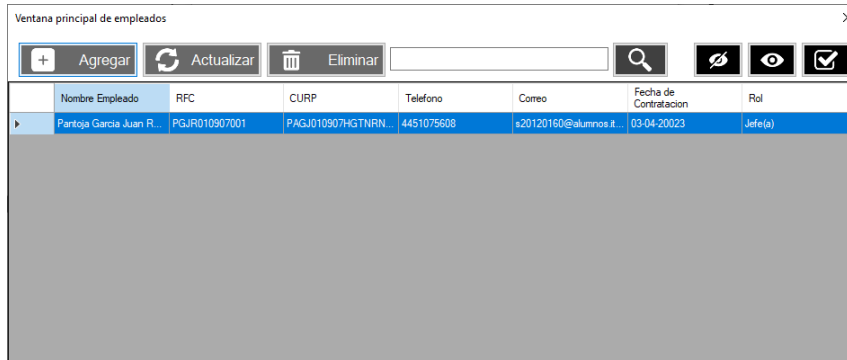 Ventana principal de empleados
Agregar Actualizar Eliminar
Nombre Empleado RFC CURP Telefono Correo Fecha de Contratacion Rol
Pantoja Garcia Juan R... PGJR010907001 PAGJ010907HGTNRN... 4451075608 s20120160@alumnos.it... 03-04-20023 Jefe(a)